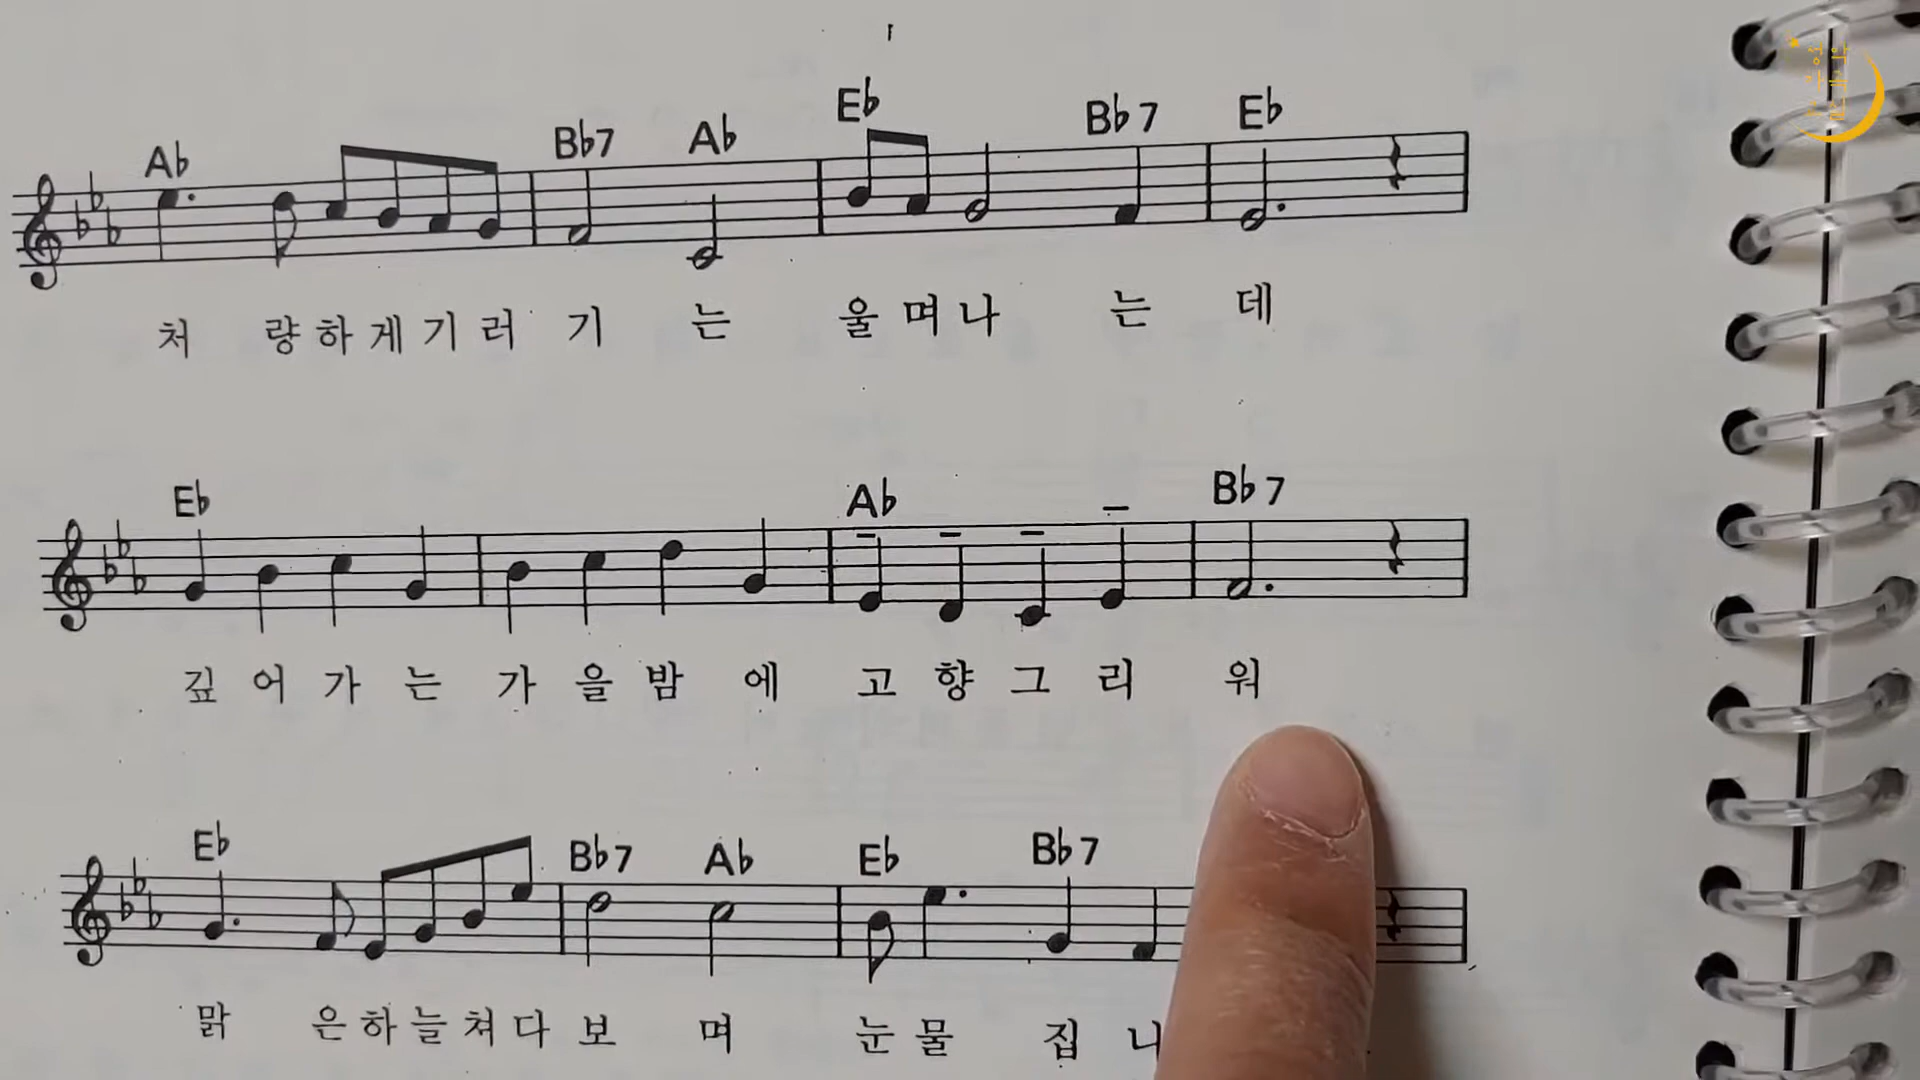 Ab Bb7 Ab Eb Bb7 Eb
처 량하게기러 기 는 울며나 는 데
Eb Ab Bb7
깊 어 가 는 가 을 밤 에 고 향 그 리 워
Eb Bb7 Ab Eb Bb7
맑 은하늘쳐다 보 며 눈 물 집